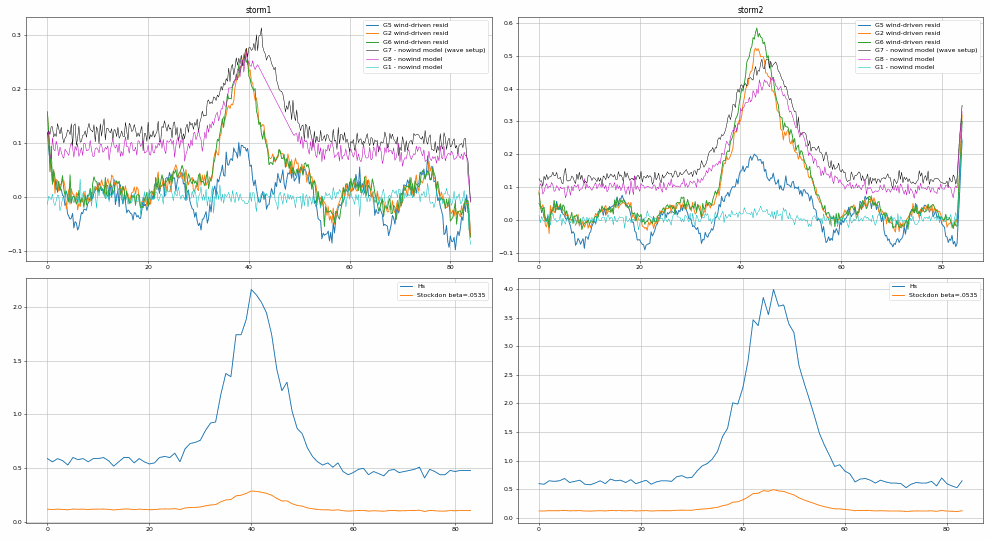 storm1
0.3
0.2
0.1
0.0
−0.1
0
20
40
60
80
G5 wind-driven resid
G2 wind-driven resid
G6 wind-driven resid
G7 - nowind model (wave setup)
G8 - nowind model
G1 - nowind model
storm2
0.6
0.5
0.4
0.3
0.2
0.1
0.0
−0.1
0
20
40
60
80
G5 wind-driven resid
G2 wind-driven resid
G6 wind-driven resid
G7 - nowind model (wave setup)
G8 - nowind model
G1 - nowind model
2.0
1.5
1.0
0.5
0.0
0
20
40
60
80
Hs
Stockdon beta=.0535
4.0
3.5
3.0
2.5
2.0
1.5
1.0
0.5
0.0
0
20
40
60
80
Hs
Stockdon beta=.0535